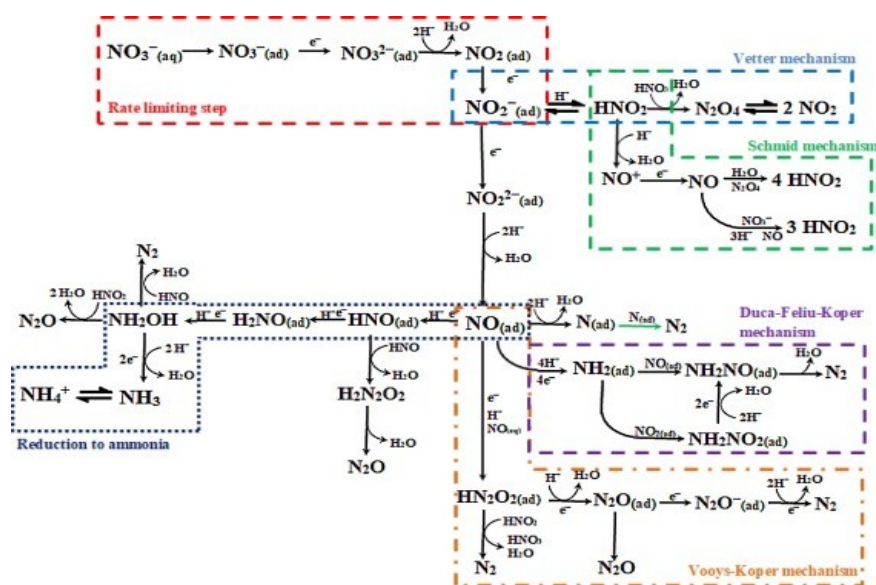 NO₃⁻(aq) NO₃⁻(ad) e⁻ NO₃²⁻(ad) 2H⁻ H₂O NO₂(ad)
Vetter mechanism
Rate limiting step
e⁻
NO₂⁻(ad) H⁻ HNO₂ HNO₃ H₂O N₂O₄ 2 NO₂
Schmid mechanism
e⁻
H⁻
H₂O
NO⁺ e⁻ NO H₂O N₂O₄ 4 HNO₂
NO₂²⁻(ad)
NO₃⁻
3H⁻ NO 3 HNO₂
2H⁻
H₂O
N₂
H₂O
HNO
2H₂O HNO₂
N₂O NH₂OH H⁻ e⁻ H₂NO(ad) H⁻ e⁻ HNO(ad) H⁻ e⁻ NO(ad) 2H⁻ H₂O N(ad) N(ad) N₂
Duca-Feliu-Koper
mechanism
2e⁻ 2H⁻
H₂O
HNO
H₂O
4H⁻
4e⁻ NH₂(ad) NO(ad) NH₂NO(ad) H₂O N₂
NH₄⁺ NH₃
H₂N₂O₂
e⁻
H⁻
NO(aq)
2e⁻ H₂O
2H⁻
NO₂(ad) NH₂NO₂(ad)
Reduction to ammonia
H₂O
N₂O
HN₂O₂(ad) H⁻ H₂O e⁻ N₂O(ad) e⁻ N₂O⁻(ad) 2H⁻ H₂O e⁻ N₂
HNO₂
HNO₃
H₂O
N₂ N₂O
Vooys-Koper mechanism